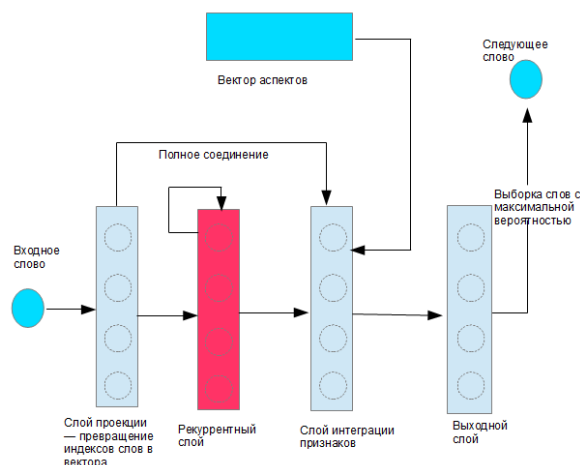 Следующее
слово
Вектор аспектов
Полное соединение
Выборка слов с
максимальной
вероятностью
Входное
слово
Слой проекции
— превращение
индексов слов в
вектора
Рекуррентный
слой
Слой интеграции
признаков
Выходной
слой